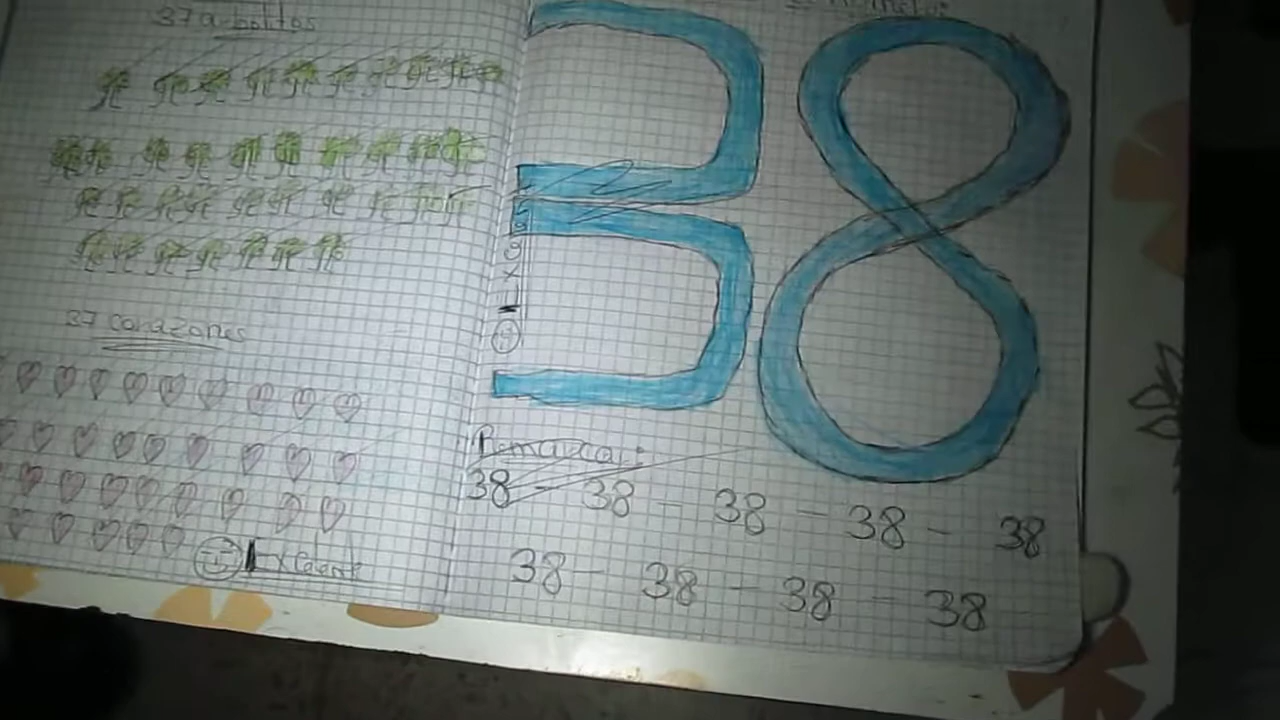 37 arbolitos
37 corazones
Excelente
38
Remarcar:
38 - 38 - 38 - 38 - 38
38 - 38 - 38 - 38